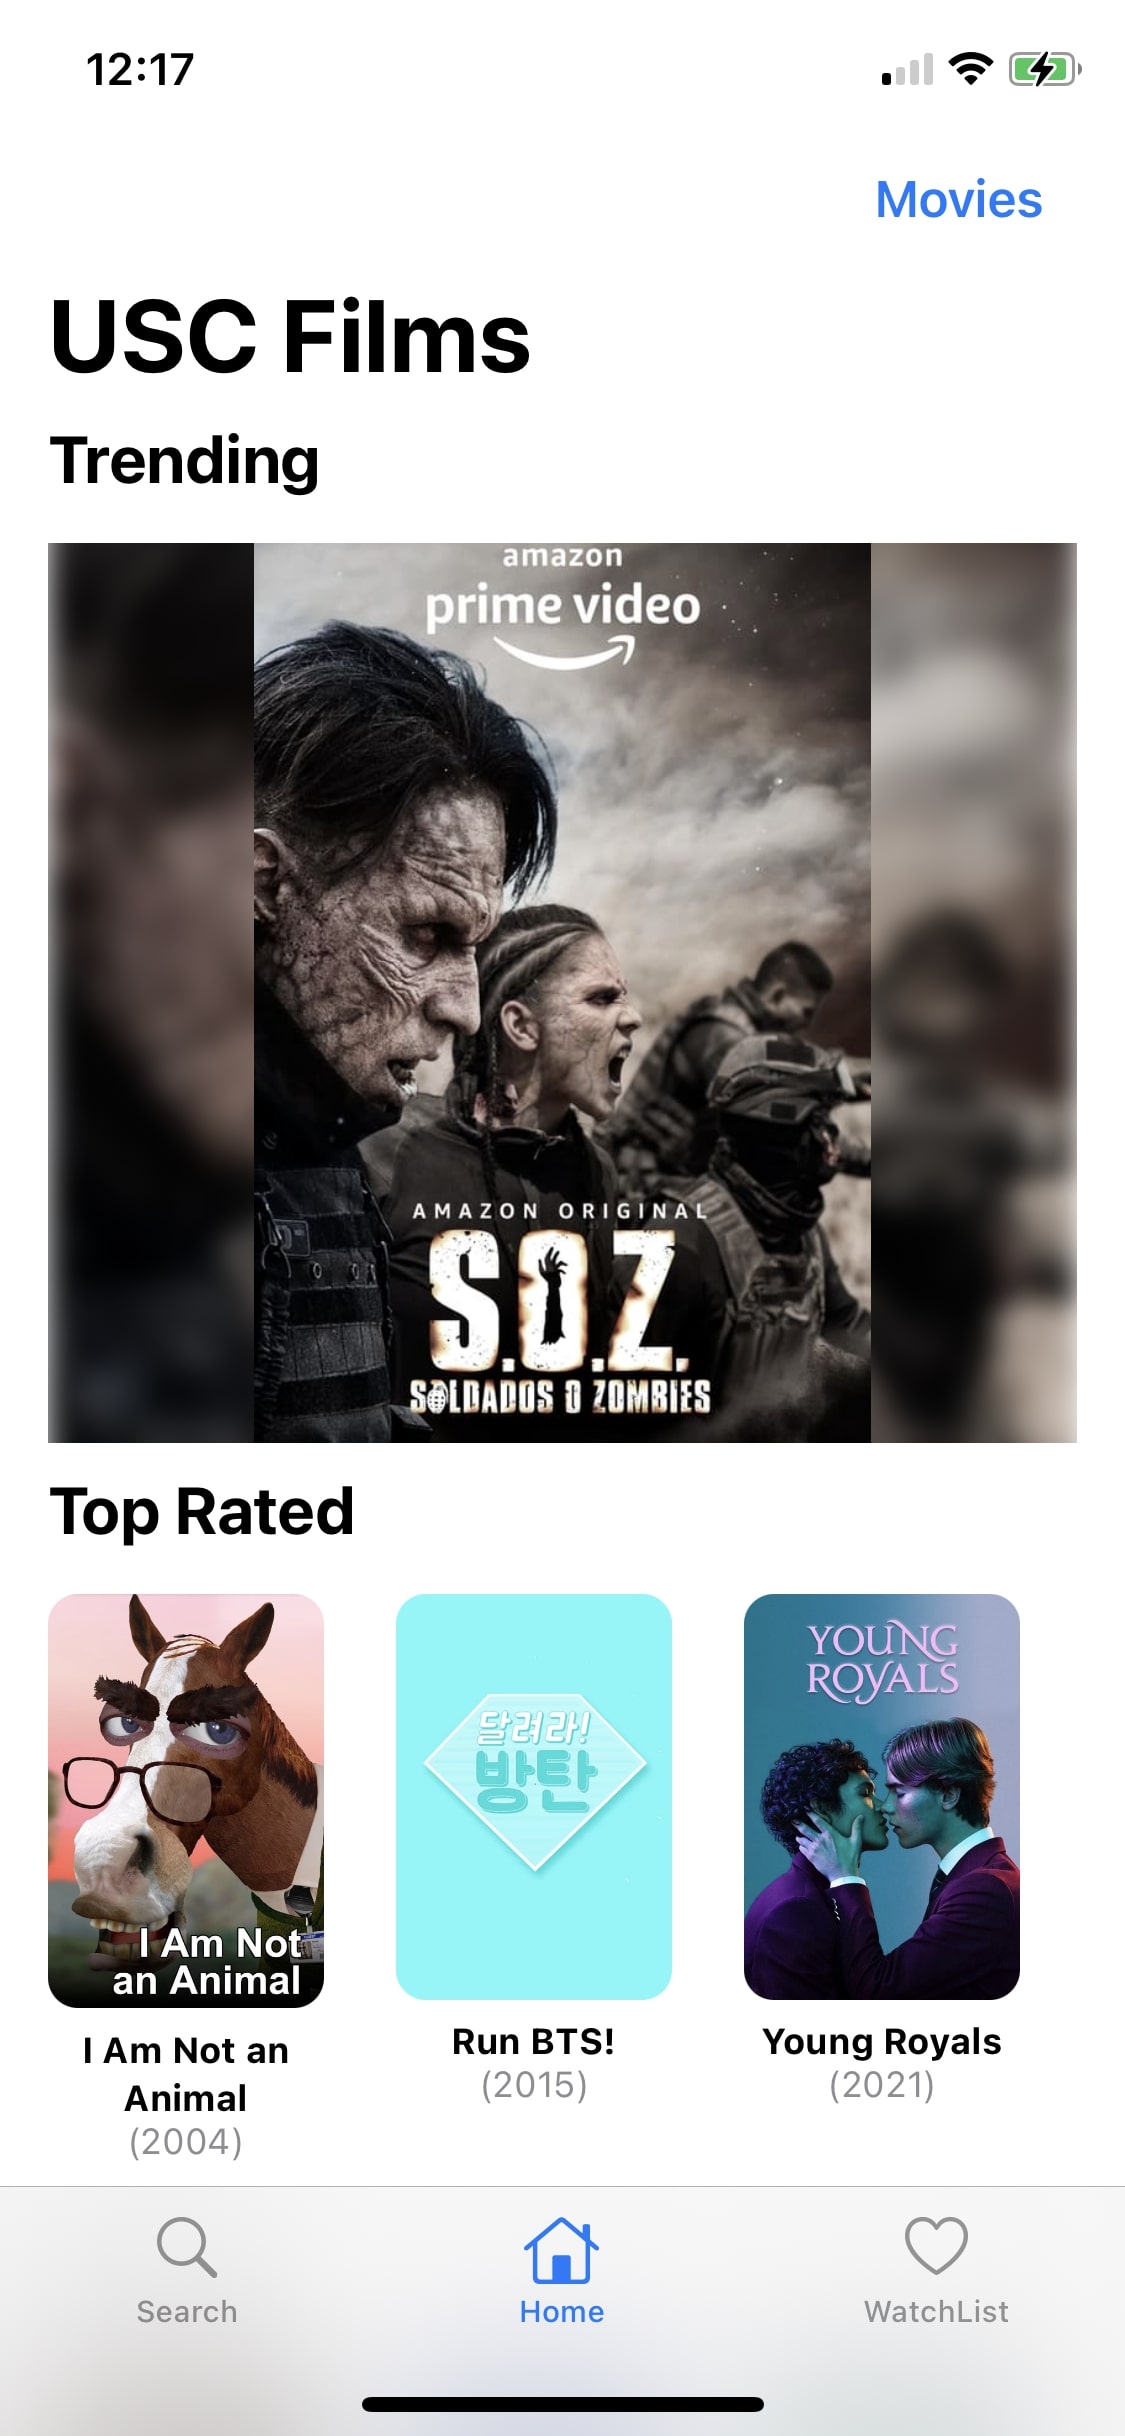 12:17
Movies
USC Films
Trending
amazon
prime video
AMAZON ORIGINAL
S.O.Z.
SOLDADOS O ZOMBIES
Top Rated
I Am Not
an Animal
달려라!
방탄
YOUNG
ROYALS
I Am Not an
Animal
(2004)
Run BTS!
(2015)
Young Royals
(2021)
Search
Home
WatchList